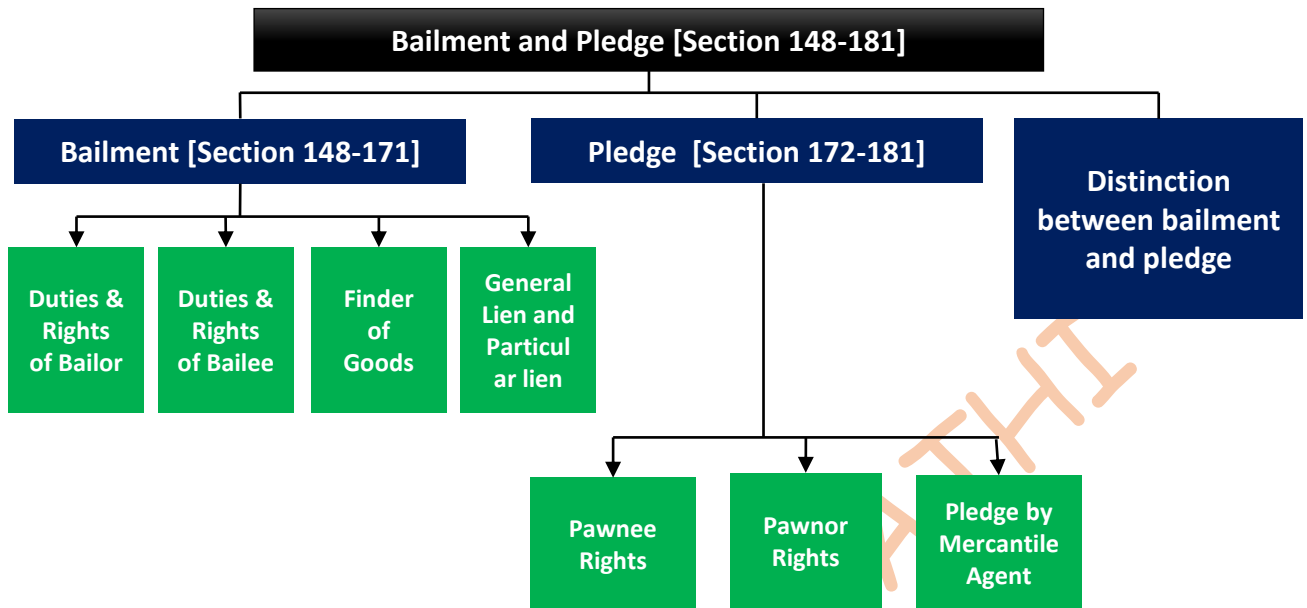 Bailment and Pledge [Section 148-181]
Bailment [Section 148-171]
Pledge [Section 172-181]
Distinction
between bailment
and pledge
Duties &
Rights
of Bailor
Duties &
Rights
of Bailee
Finder
of
Goods
General
Lien and
Particul
ar lien
Pawnee
Rights
Pawnor
Rights
Pledge by
Mercantile
Agent